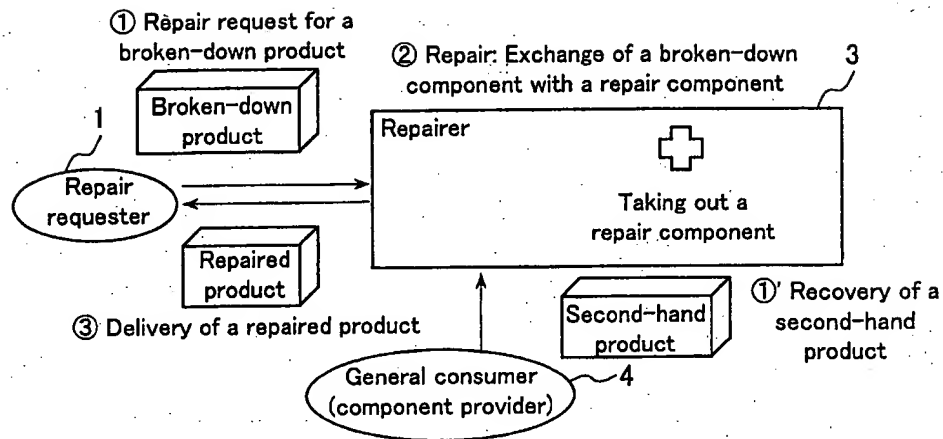 ① Repair request for a
broken-down product
② Repair: Exchange of a broken-down
component with a repair component
3
1
Broken-down
product
Repairer
Repair
requester
Taking out a
repair component
Repaired
product
③ Delivery of a repaired product
Second-hand
product
①' Recovery of a
second-hand
product
General consumer
(component provider)
4